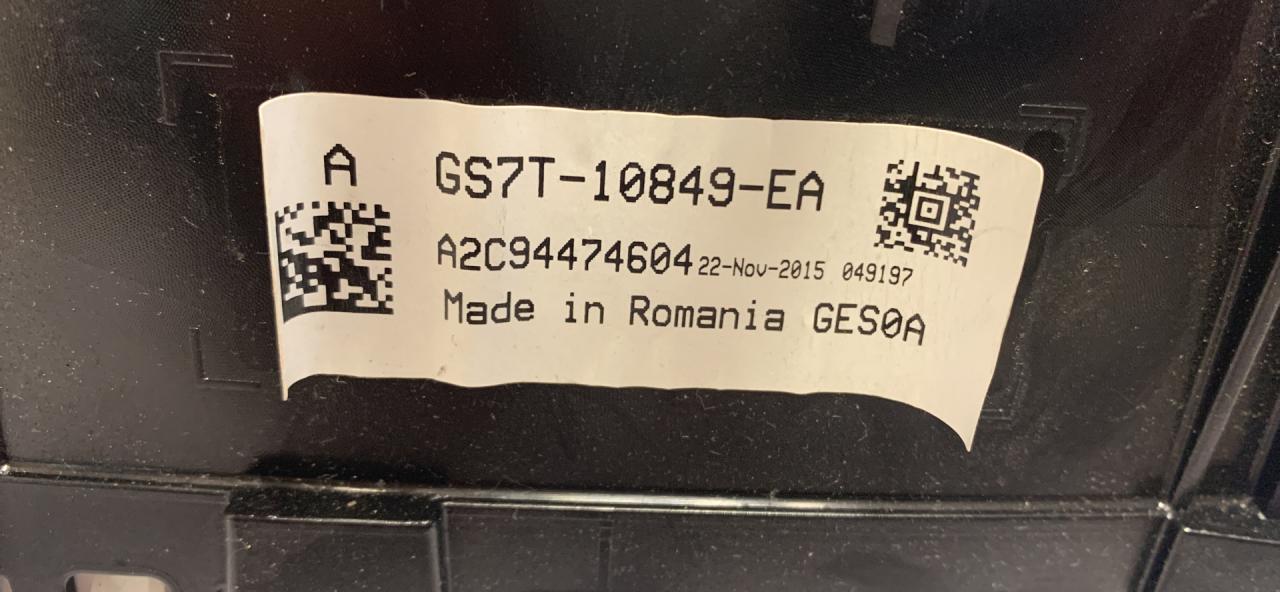 A
GS7T-10849-EA
A2C94474604 22-Nov-2015 049197
Made in Romania GES0A